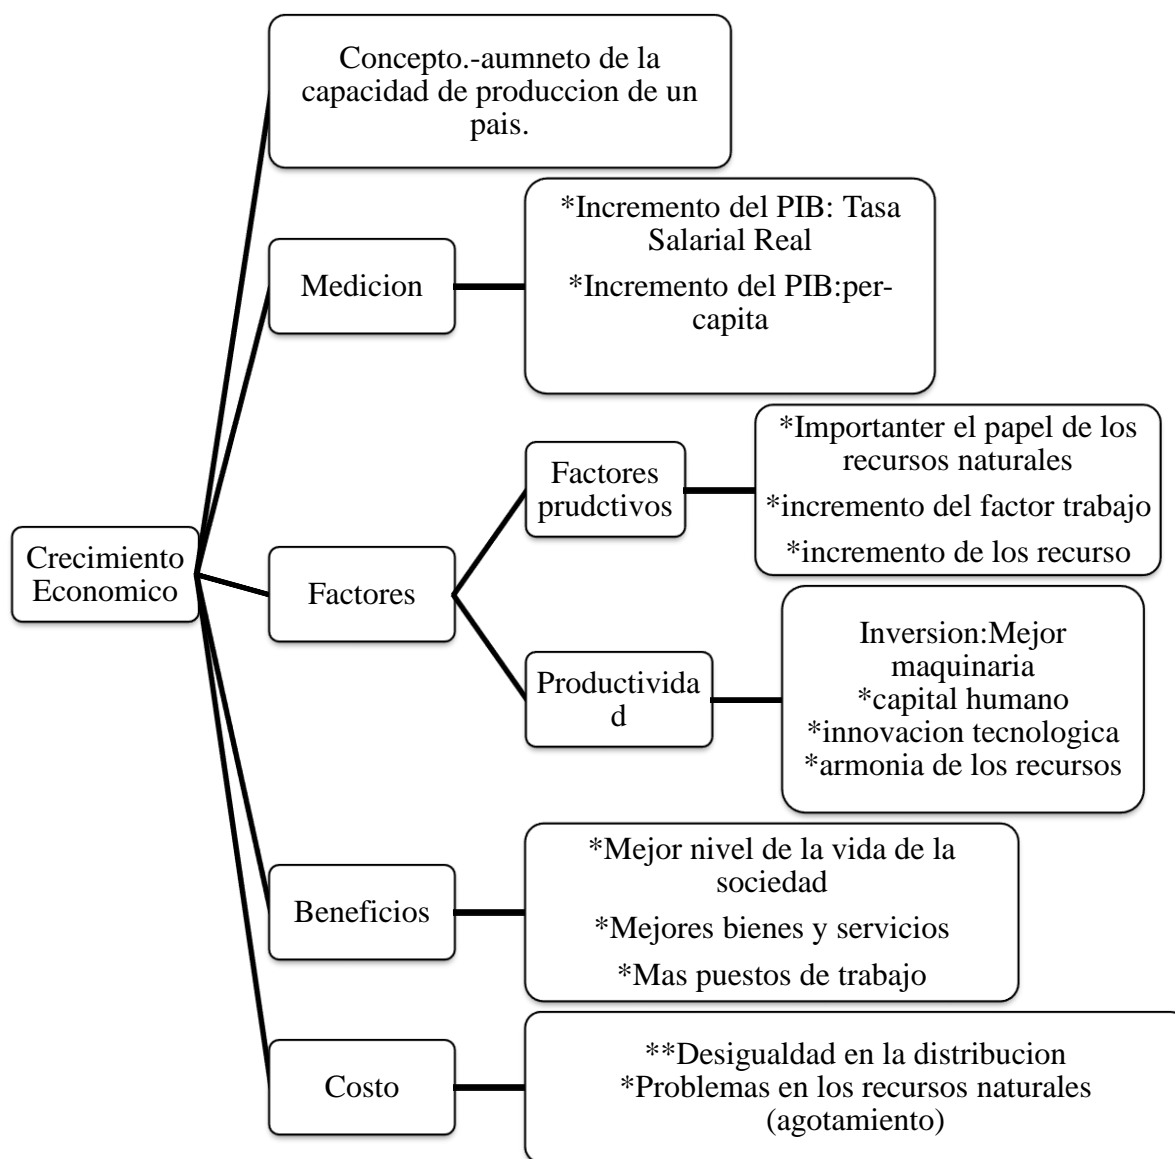 Concepto.-aumneto de la
capacidad de produccion de un
pais.
*Incremento del PIB: Tasa
Salarial Real
*Incremento del PIB:per-
capita
Medicion
*Importanter el papel de los
recursos naturales
*incremento del factor trabajo
*incremento de los recurso
Factores
prudctivos
Crecimiento
Economico
Factores
Inversion:Mejor
maquinaria
*capital humano
*innovacion tecnologica
*armonia de los recursos
Productivida
d
*Mejor nivel de la vida de la
sociedad
*Mejores bienes y servicios
*Mas puestos de trabajo
Beneficios
**Desigualdad en la distribucion
*Problemas en los recursos naturales
(agotamiento)
Costo